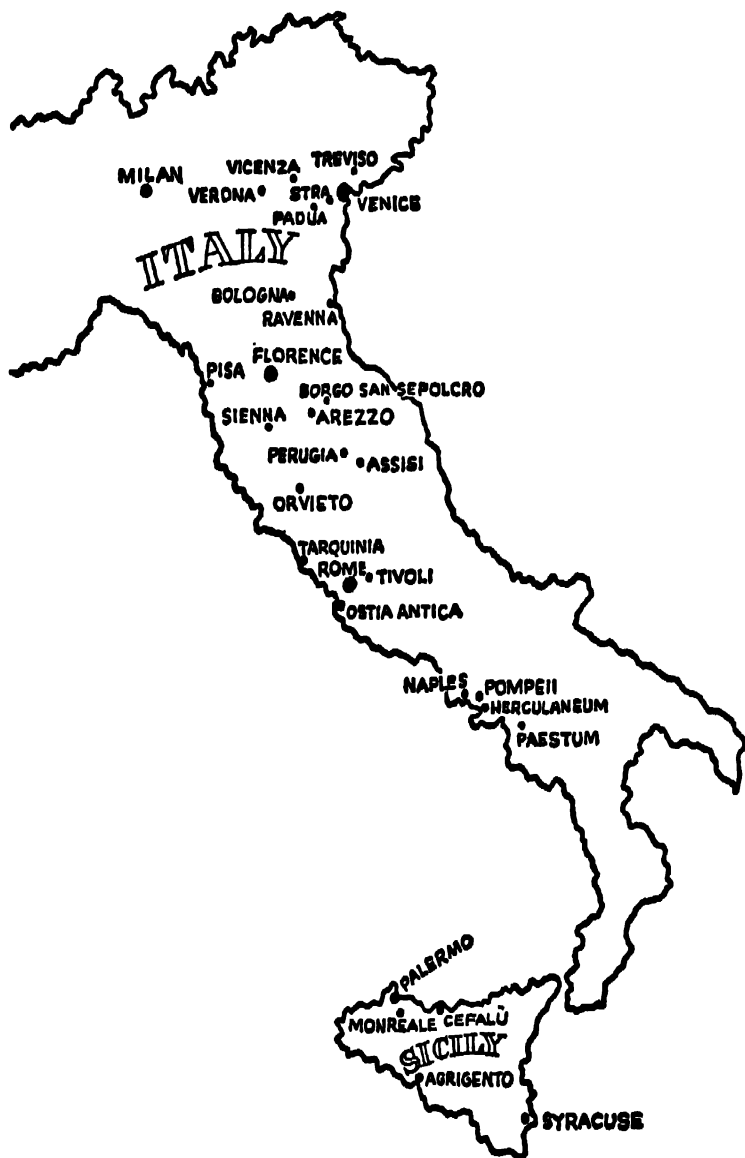 TREVISO
VICENZA
MILAN
VERONA
STRA
VENICE
PADUA
ITALY
BOLOGNA
RAVENNA
FLORENCE
PISA
BORGO SAN SEPOLCRO
SIENNA
AREZZO
PERUGIA
ASSISI
ORVIETO
TARQUINIA
ROME
TIVOLI
OSTIA ANTICA
NAPLES
POMPEII
HERCULANEUM
PAESTUM
PALERMO
MONREALE
CEFALÙ
SICILY
AGRIGENTO
SYRACUSE